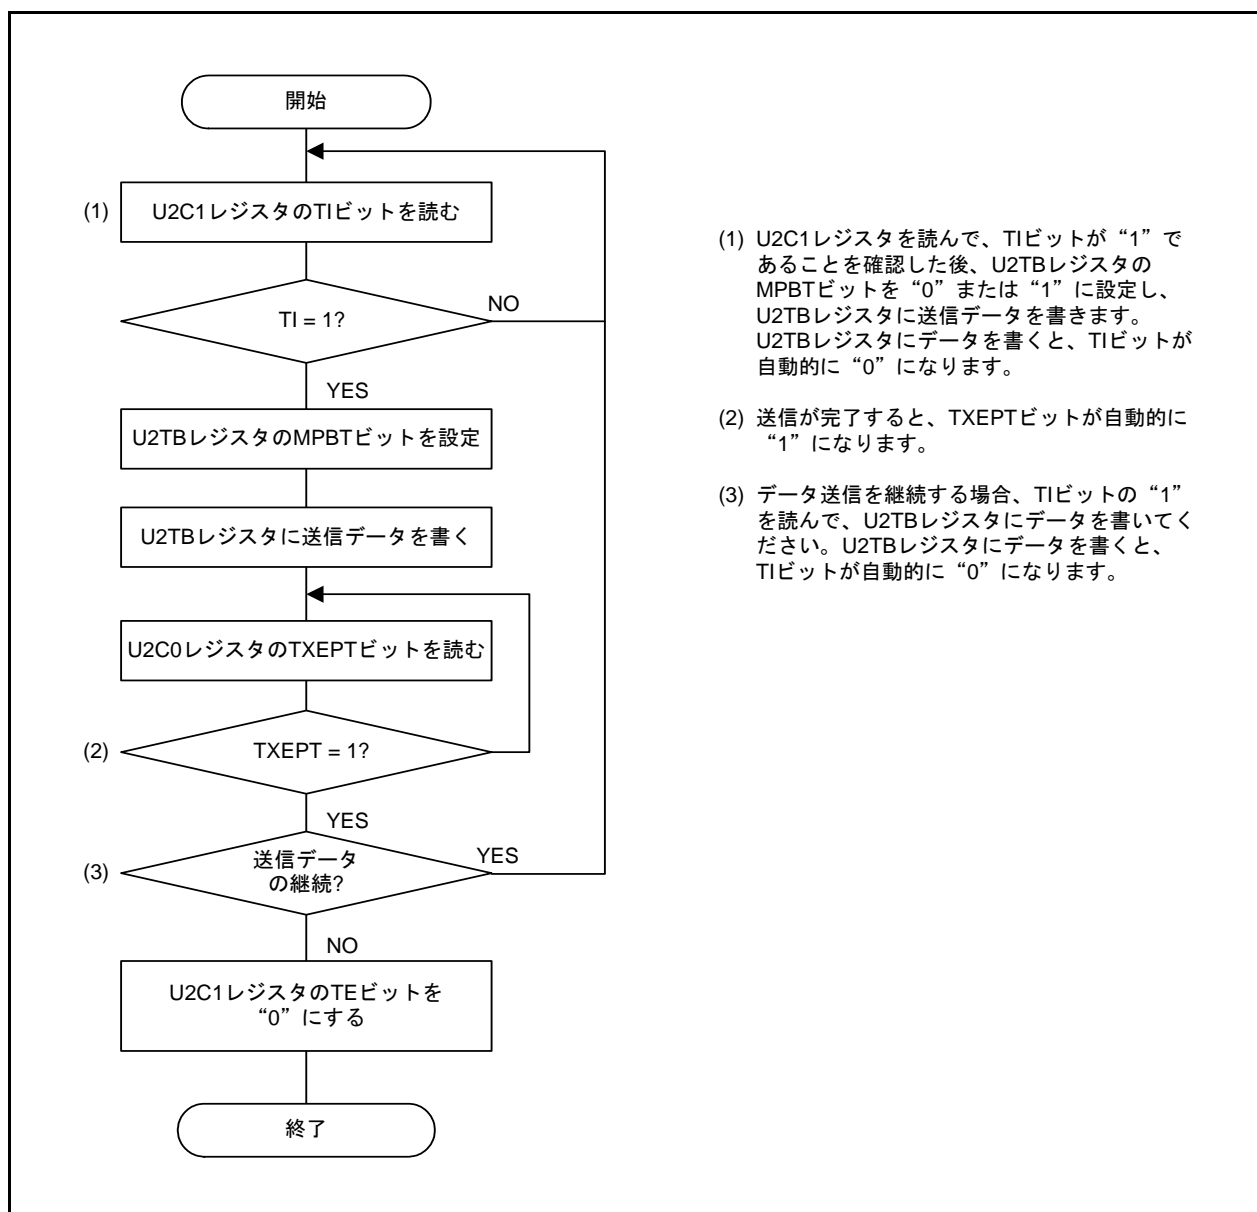 開始
(1)
U2C1レジスタのTIビットを読む
TI = 1?
NO
YES
U2TBレジスタのMPBTビットを設定
U2TBレジスタに送信データを書く
U2C0レジスタのTXEPTビットを読む
(2)
TXEPT = 1?
YES
(3)
送信データ
の継続?
YES
NO
U2C1レジスタのTEビットを
“0”にする
終了
(1) U2C1レジスタを読んで、TIビットが“1”で
あることを確認した後、U2TBレジスタの
MPBTビットを“0”または“1”に設定し、
U2TBレジスタに送信データを書きます。
U2TBレジスタにデータを書くと、TIビットが
自動的に“0”になります。
(2) 送信が完了すると、TXEPTビットが自動的に
“1”になります。
(3) データ送信を継続する場合、TIビットの“1”
を読んで、U2TBレジスタにデータを書いてく
ださい。U2TBレジスタにデータを書くと、
TIビットが自動的に“0”になります。